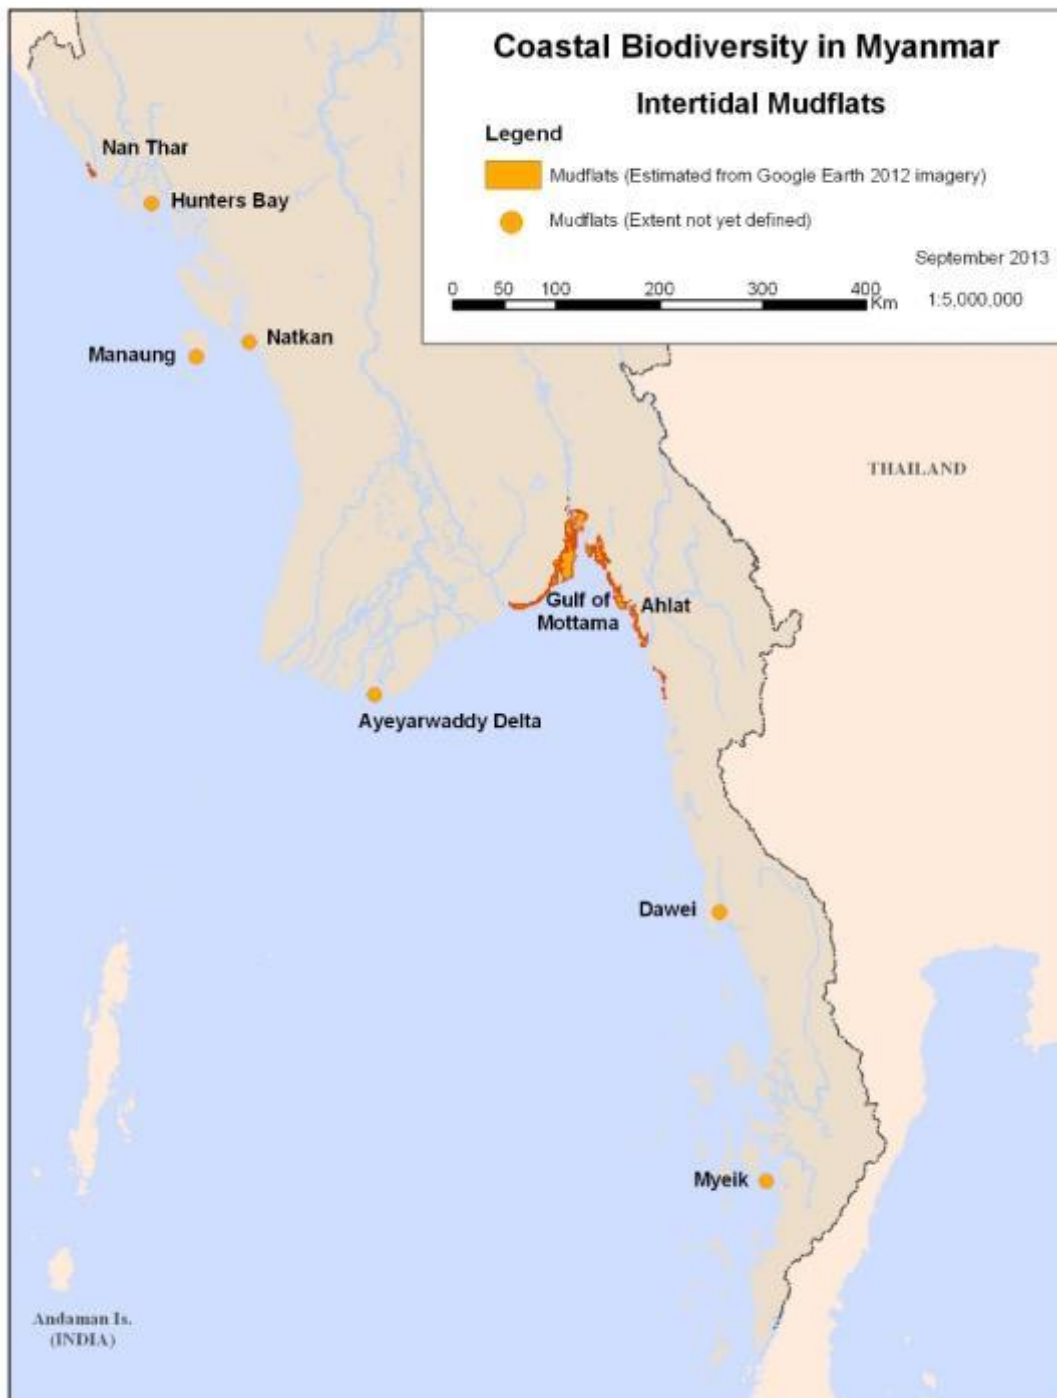 Coastal Biodiversity in Myanmar
Intertidal Mudflats
Legend
Mudflats (Estimated from Google Earth 2012 imagery)
Mudflats (Extent not yet defined)
September 2013
0 50 100 200 300 400
Km
1:5,000,000
Nan Thar
Hunters Bay
Natkan
Manaung
THAILAND
Gulf of
Mottama
Ahlat
Ayeyarwaddy Delta
Dawei
Myeik
Andaman Is.
(INDIA)